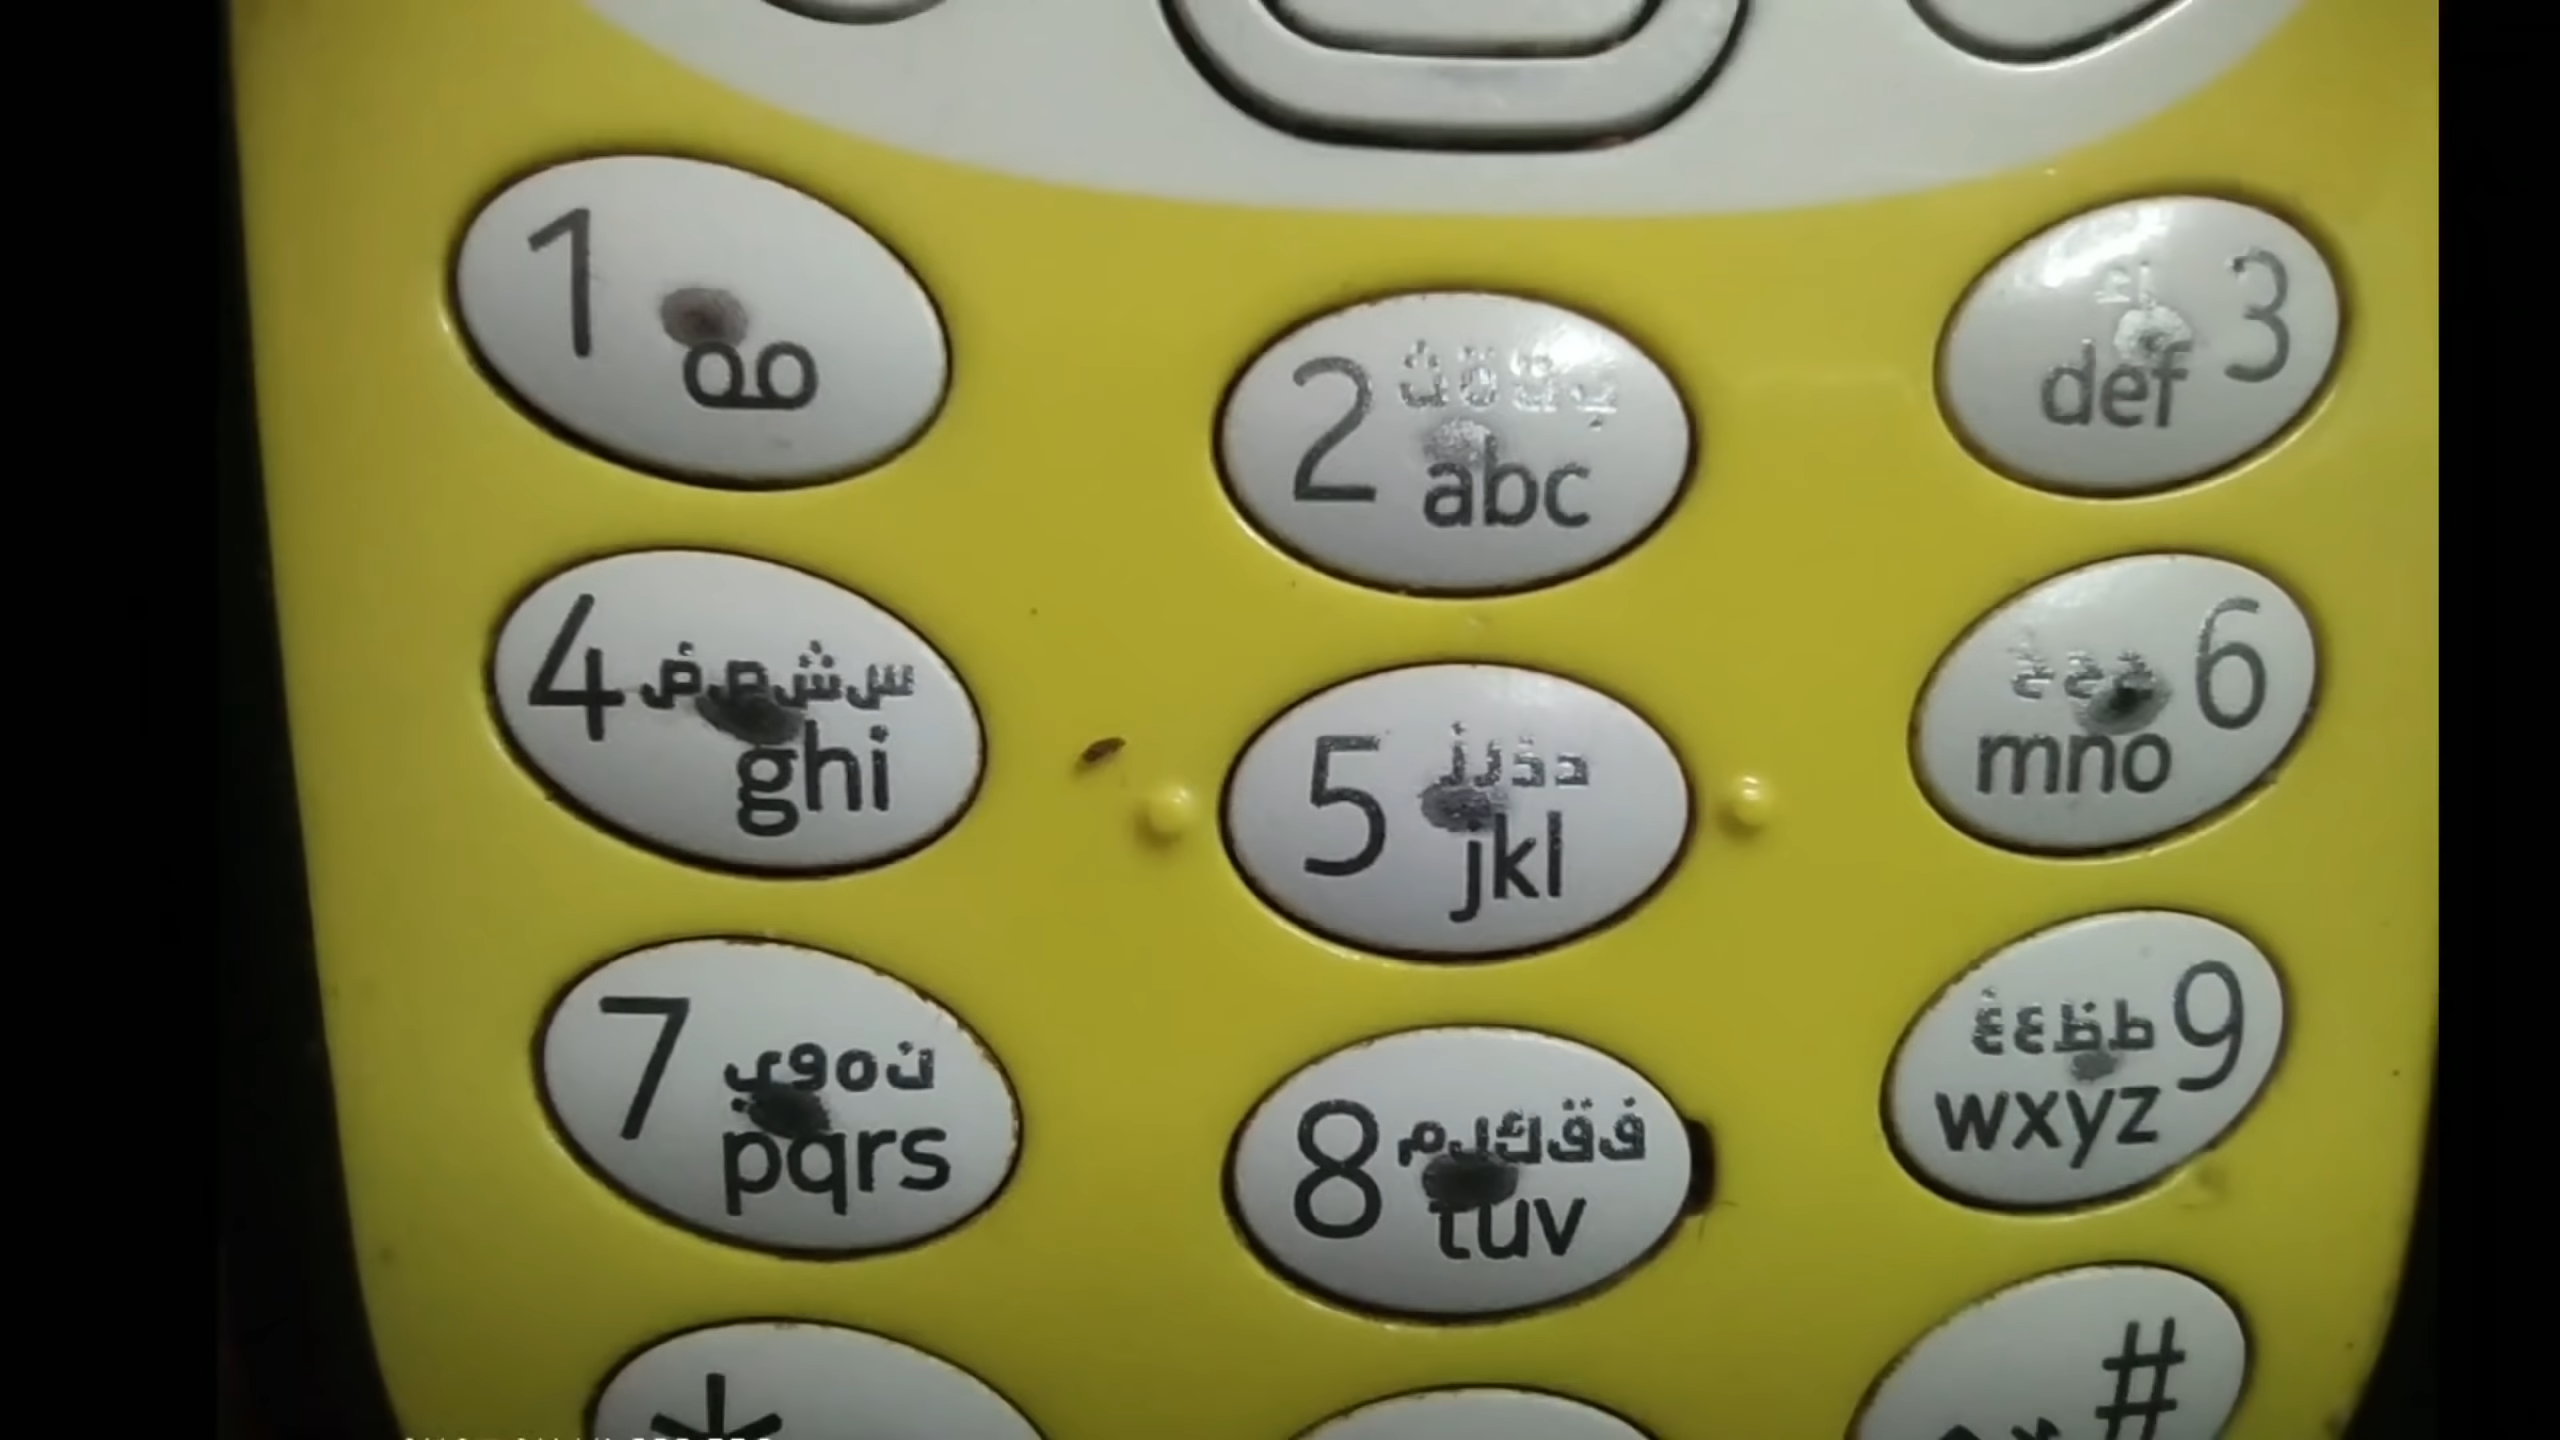 1
2 ب ت ة ث
abc
3
def
4 س ش ص ض
ghi
5 د ذ ر ز
jkl
6 ج ح خ
mno
7 ن ه و ي
pqrs
8 ف ق ك ل م
tuv
9 ط ظ ع غ
wxyz
*
#